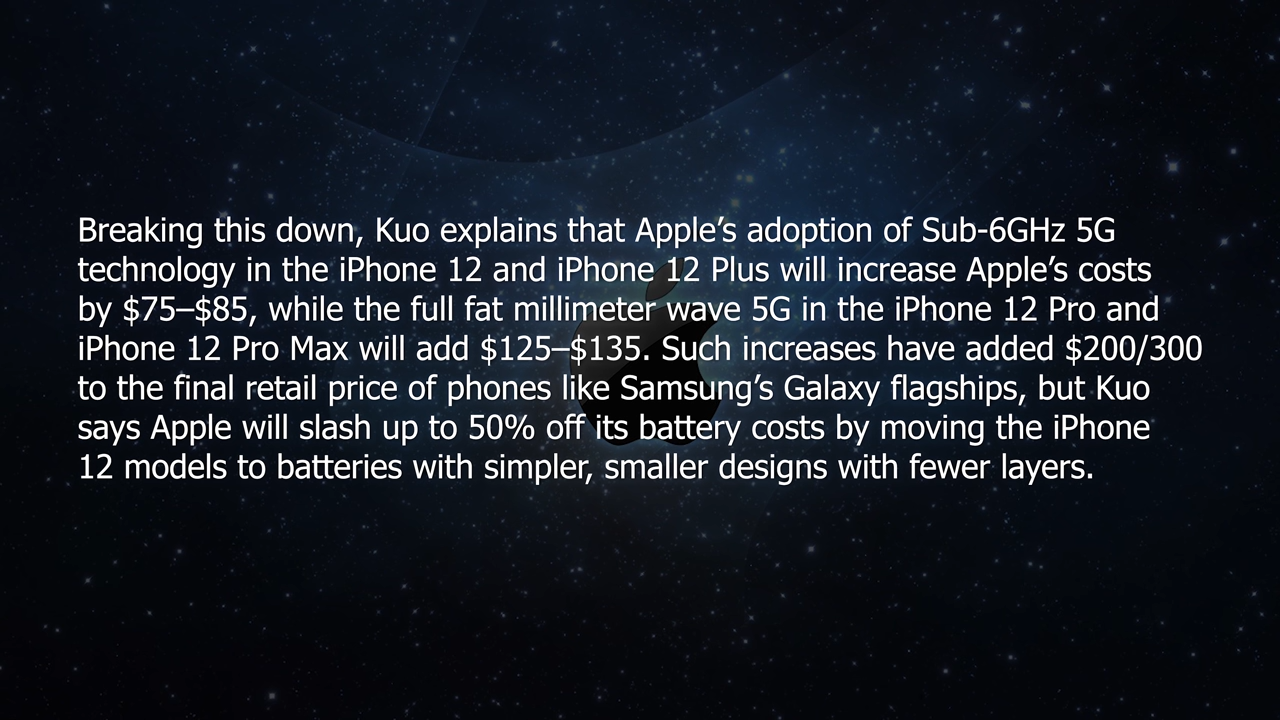 Breaking this down, Kuo explains that Apple’s adoption of Sub-6GHz 5G
technology in the iPhone 12 and iPhone 12 Plus will increase Apple’s costs
by $75–$85, while the full fat millimeter wave 5G in the iPhone 12 Pro and
iPhone 12 Pro Max will add $125–$135. Such increases have added $200/300
to the final retail price of phones like Samsung’s Galaxy flagships, but Kuo
says Apple will slash up to 50% off its battery costs by moving the iPhone
12 models to batteries with simpler, smaller designs with fewer layers.